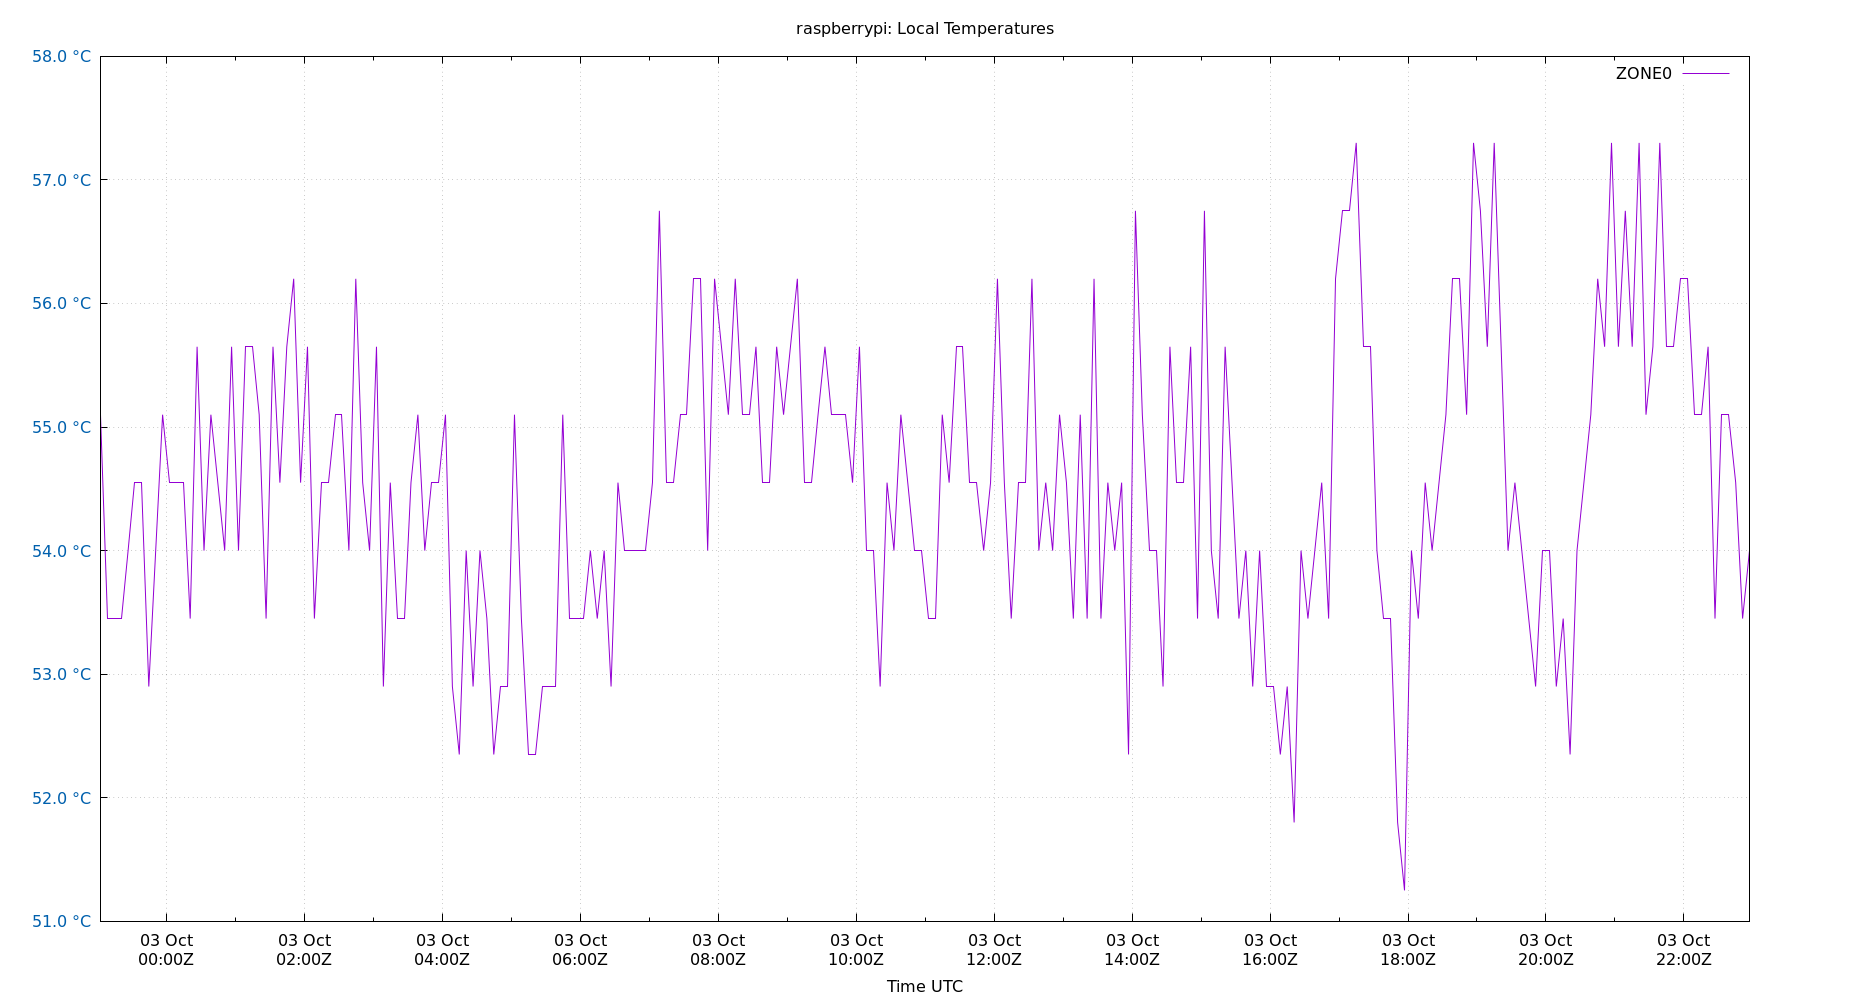 raspberrypi: Local Temperatures
58.0 °C
ZONE0
57.0 °C
56.0 °C
55.0 °C
54.0 °C
53.0 °C
52.0 °C
51.0 °C
03 Oct 03 Oct 03 Oct 03 Oct 03 Oct 03 Oct 03 Oct 03 Oct 03 Oct 03 Oct 03 Oct 03 Oct
00:00Z 02:00Z 04:00Z 06:00Z 08:00Z 10:00Z 12:00Z 14:00Z 16:00Z 18:00Z 20:00Z 22:00Z
Time UTC